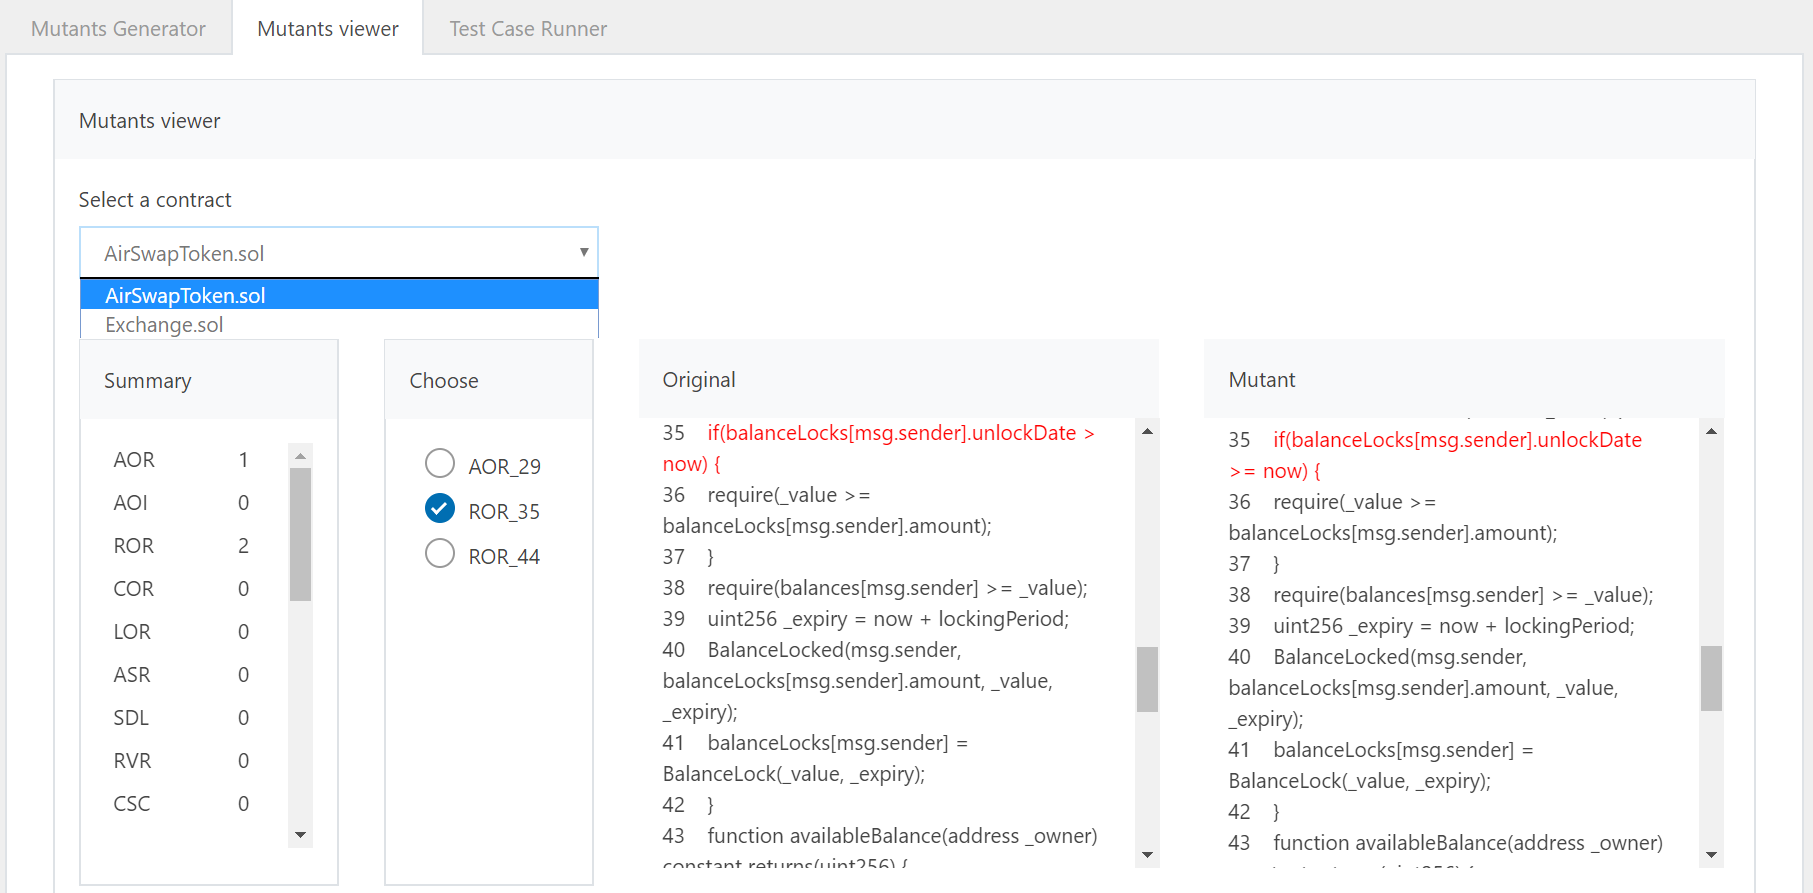 Mutants Generator
Mutants viewer
Test Case Runner
Mutants viewer
Select a contract
AirSwapToken.sol
AirSwapToken.sol
Exchange.sol
Summary
AOR 1
AOI 0
ROR 2
COR 0
LOR 0
ASR 0
SDL 0
RVR 0
CSC 0
Choose
AOR_29
ROR_35
ROR_44
Original
35 if(balanceLocks[msg.sender].unlockDate >
now) {
36 require(_value >=
balanceLocks[msg.sender].amount);
37 }
38 require(balances[msg.sender] >= _value);
39 uint256 _expiry = now + lockingPeriod;
40 BalanceLocked(msg.sender,
balanceLocks[msg.sender].amount, _value,
_expiry);
41 balanceLocks[msg.sender] =
BalanceLock(_value, _expiry);
42 }
43 function availableBalance(address _owner)
constant returns(uint256) {
Mutant
35 if(balanceLocks[msg.sender].unlockDate
>= now) {
36 require(_value >=
balanceLocks[msg.sender].amount);
37 }
38 require(balances[msg.sender] >= _value);
39 uint256 _expiry = now + lockingPeriod;
40 BalanceLocked(msg.sender,
balanceLocks[msg.sender].amount, _value,
_expiry);
41 balanceLocks[msg.sender] =
BalanceLock(_value, _expiry);
42 }
43 function availableBalance(address _owner)